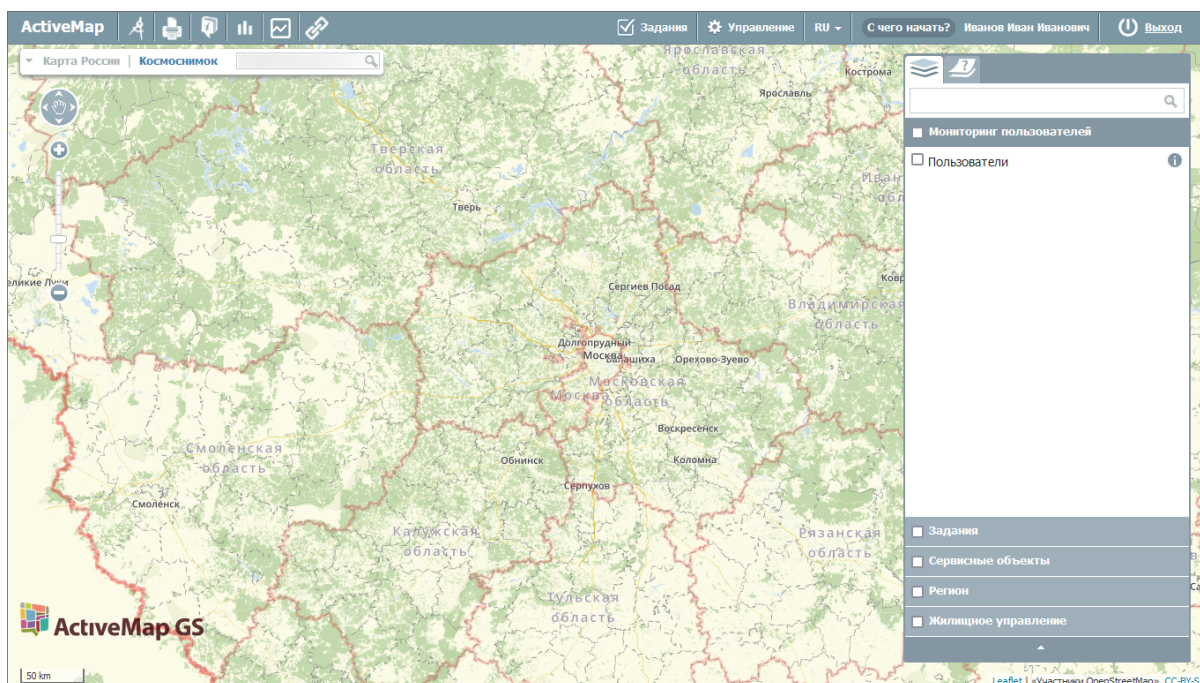 ActiveMap
Задания
Управление
RU
С чего начать?
Иванов Иван Иванович
Выход
Карта России | Космоснимок
Ярославская
область
Кострома
Ярославль
Мониторинг пользователей
Пользователи
Тверская
область
Тверь
Сергиев Посад
Владимирская
область
Долгопрудный
Москва
Балашиха
Орехово-Зуево
Московская
область
Москва
Воскресенск
Коломна
Обнинск
Серпухов
Смоленская
область
Смоленск
Калужская
область
Рязанская
область
Тульская
область
Задания
Сервисные объекты
Регион
Жилищное управление
ActiveMap GS
50 km
Leaflet | «Участники OpenStreetMap», CC-BY-S